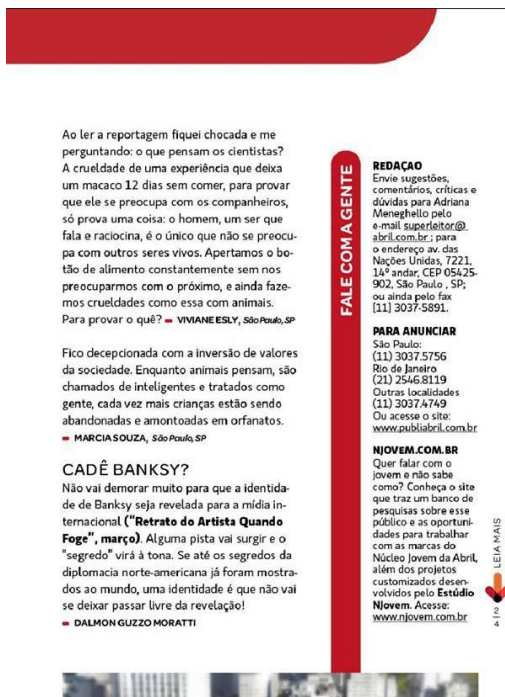 Ao ler a reportagem fiquei chocada e me
perguntando: o que pensam os cientistas?
A crueldade de uma experiência que deixa
um macaco 12 dias sem comer, para provar
que ele se preocupa com os companheiros,
só prova uma coisa: o homem, um ser que
fala e raciocina, é o único que não se preocu-
pa com outros seres vivos. Apertamos o bo-
tão de alimento constantemente sem nos
preocuparmos com o próximo, e ainda faze-
mos crueldades como essa com animais.
Para provar o quê? – VIVIANE ESLY, São Paulo, SP
Fico decepcionada com a inversão de valores
da sociedade. Enquanto animais pensam, são
chamados de inteligentes e tratados como
gente, cada vez mais crianças estão sendo
abandonadas e amontoadas em orfanatos.
– MARCIA SOUZA, São Paulo, SP
CADÊ BANKSY?
Não vai demorar muito para que a identida-
de de Banksy seja revelada para a mídia in-
ternacional ("Retrato do Artista Quando
Foge", março). Alguma pista vai surgir e o
"segredo" virá à tona. Se até os segredos da
diplomacia norte-americana já foram mostra-
dos ao mundo, uma identidade é que não vai
se deixar passar livre da revelação!
– DALMON GUZZO MORATTI
FALE COM A GENTE
REDAÇAO
Envie sugestões,
comentários, críticas e
dúvidas para Adriana
Meneghello pelo
e-mail superleitor@
abril.com.br ; para
o endereço av. das
Nações Unidas, 7221,
14º andar, CEP 05425-
902, São Paulo , SP;
ou ainda pelo fax
[11] 3037-5891.
PARA ANUNCIAR
São Paulo:
(11) 3037.5756
Rio de Janeiro
(21) 2546.8119
Outras localidades
(11) 3037.4749
Ou acesse o site:
www.publiabril.com.br
NJOVEM.COM.BR
Quer falar com o
jovem e não sabe
como? Conheça o site
que traz um banco de
pesquisas sobre esse
público e as oportuni-
dades para trabalhar
com as marcas do
Núcleo Jovem da Abril,
além dos projetos
customizados desen-
volvidos pelo Estúdio
NJovem. Acesse:
www.njovem.com.br
LEIA MAIS
2|4